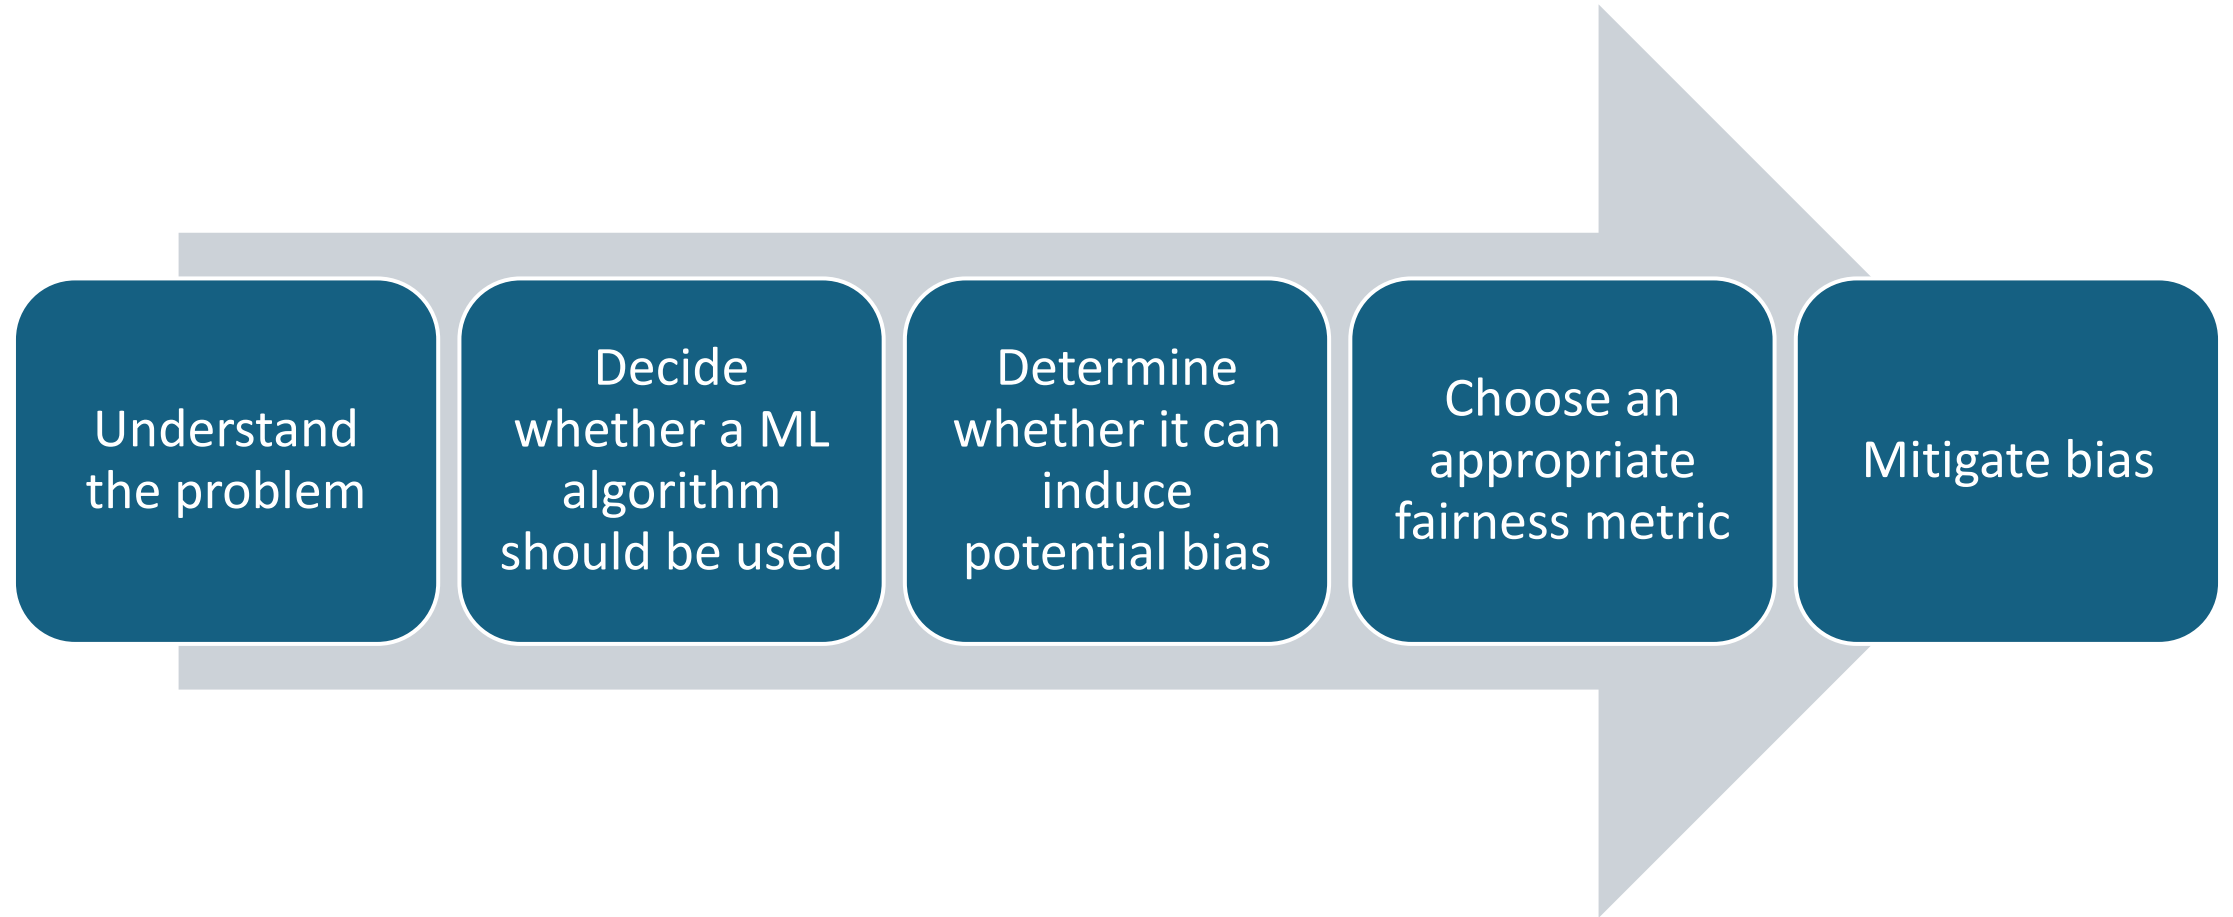 Understand
the problem
Decide
whether a ML
algorithm
should be used
Determine
whether it can
induce
potential bias
Choose an
appropriate
fairness metric
Mitigate bias